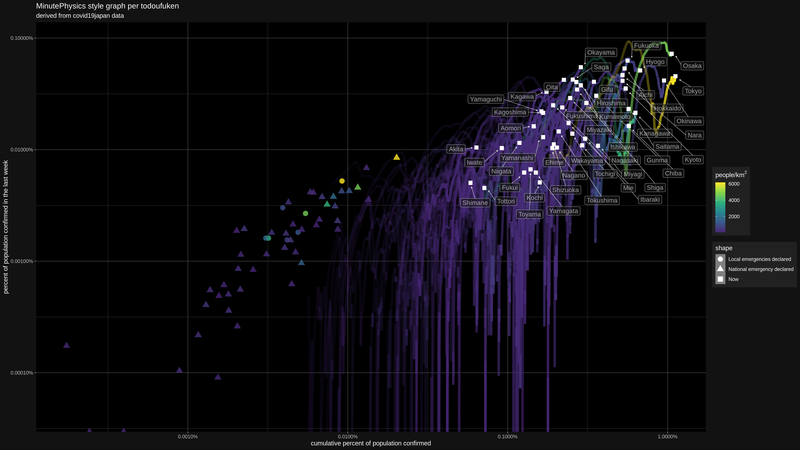 MinutePhysics style graph per todoufuken
derived from covid19japan data
percent of population confirmed in the last week
0.10000%
0.01000%
0.00100%
0.00010%
Okayama
Fukuoka
Hyogo
Osaka
Saga
Tokyo
Oita
Gifu
Aichi
Kagawa
Yamaguchi
Hiroshima
Hokkaido
Kagoshima
Fukushima
Kumamoto
Okinawa
Aomori
Miyazaki
Kanagawa
Nara
Akita
Ishikawa
Saitama
Iwate
Yamanashi
Ehime
Wakayama
Nagasaki
Gunma
Kyoto
Niigata
Nagano
Tochigi
Miyagi
Chiba
Fukui
Shizuoka
Mie
Shiga
Shimane
Tottori
Kochi
Tokushima
Ibaraki
Toyama
Yamagata
0.0010%
0.0100%
0.1000%
1.0000%
cumulative percent of population confirmed
people/km²
6000
4000
2000
shape
Local emergencies declared
National emergency declared
Now